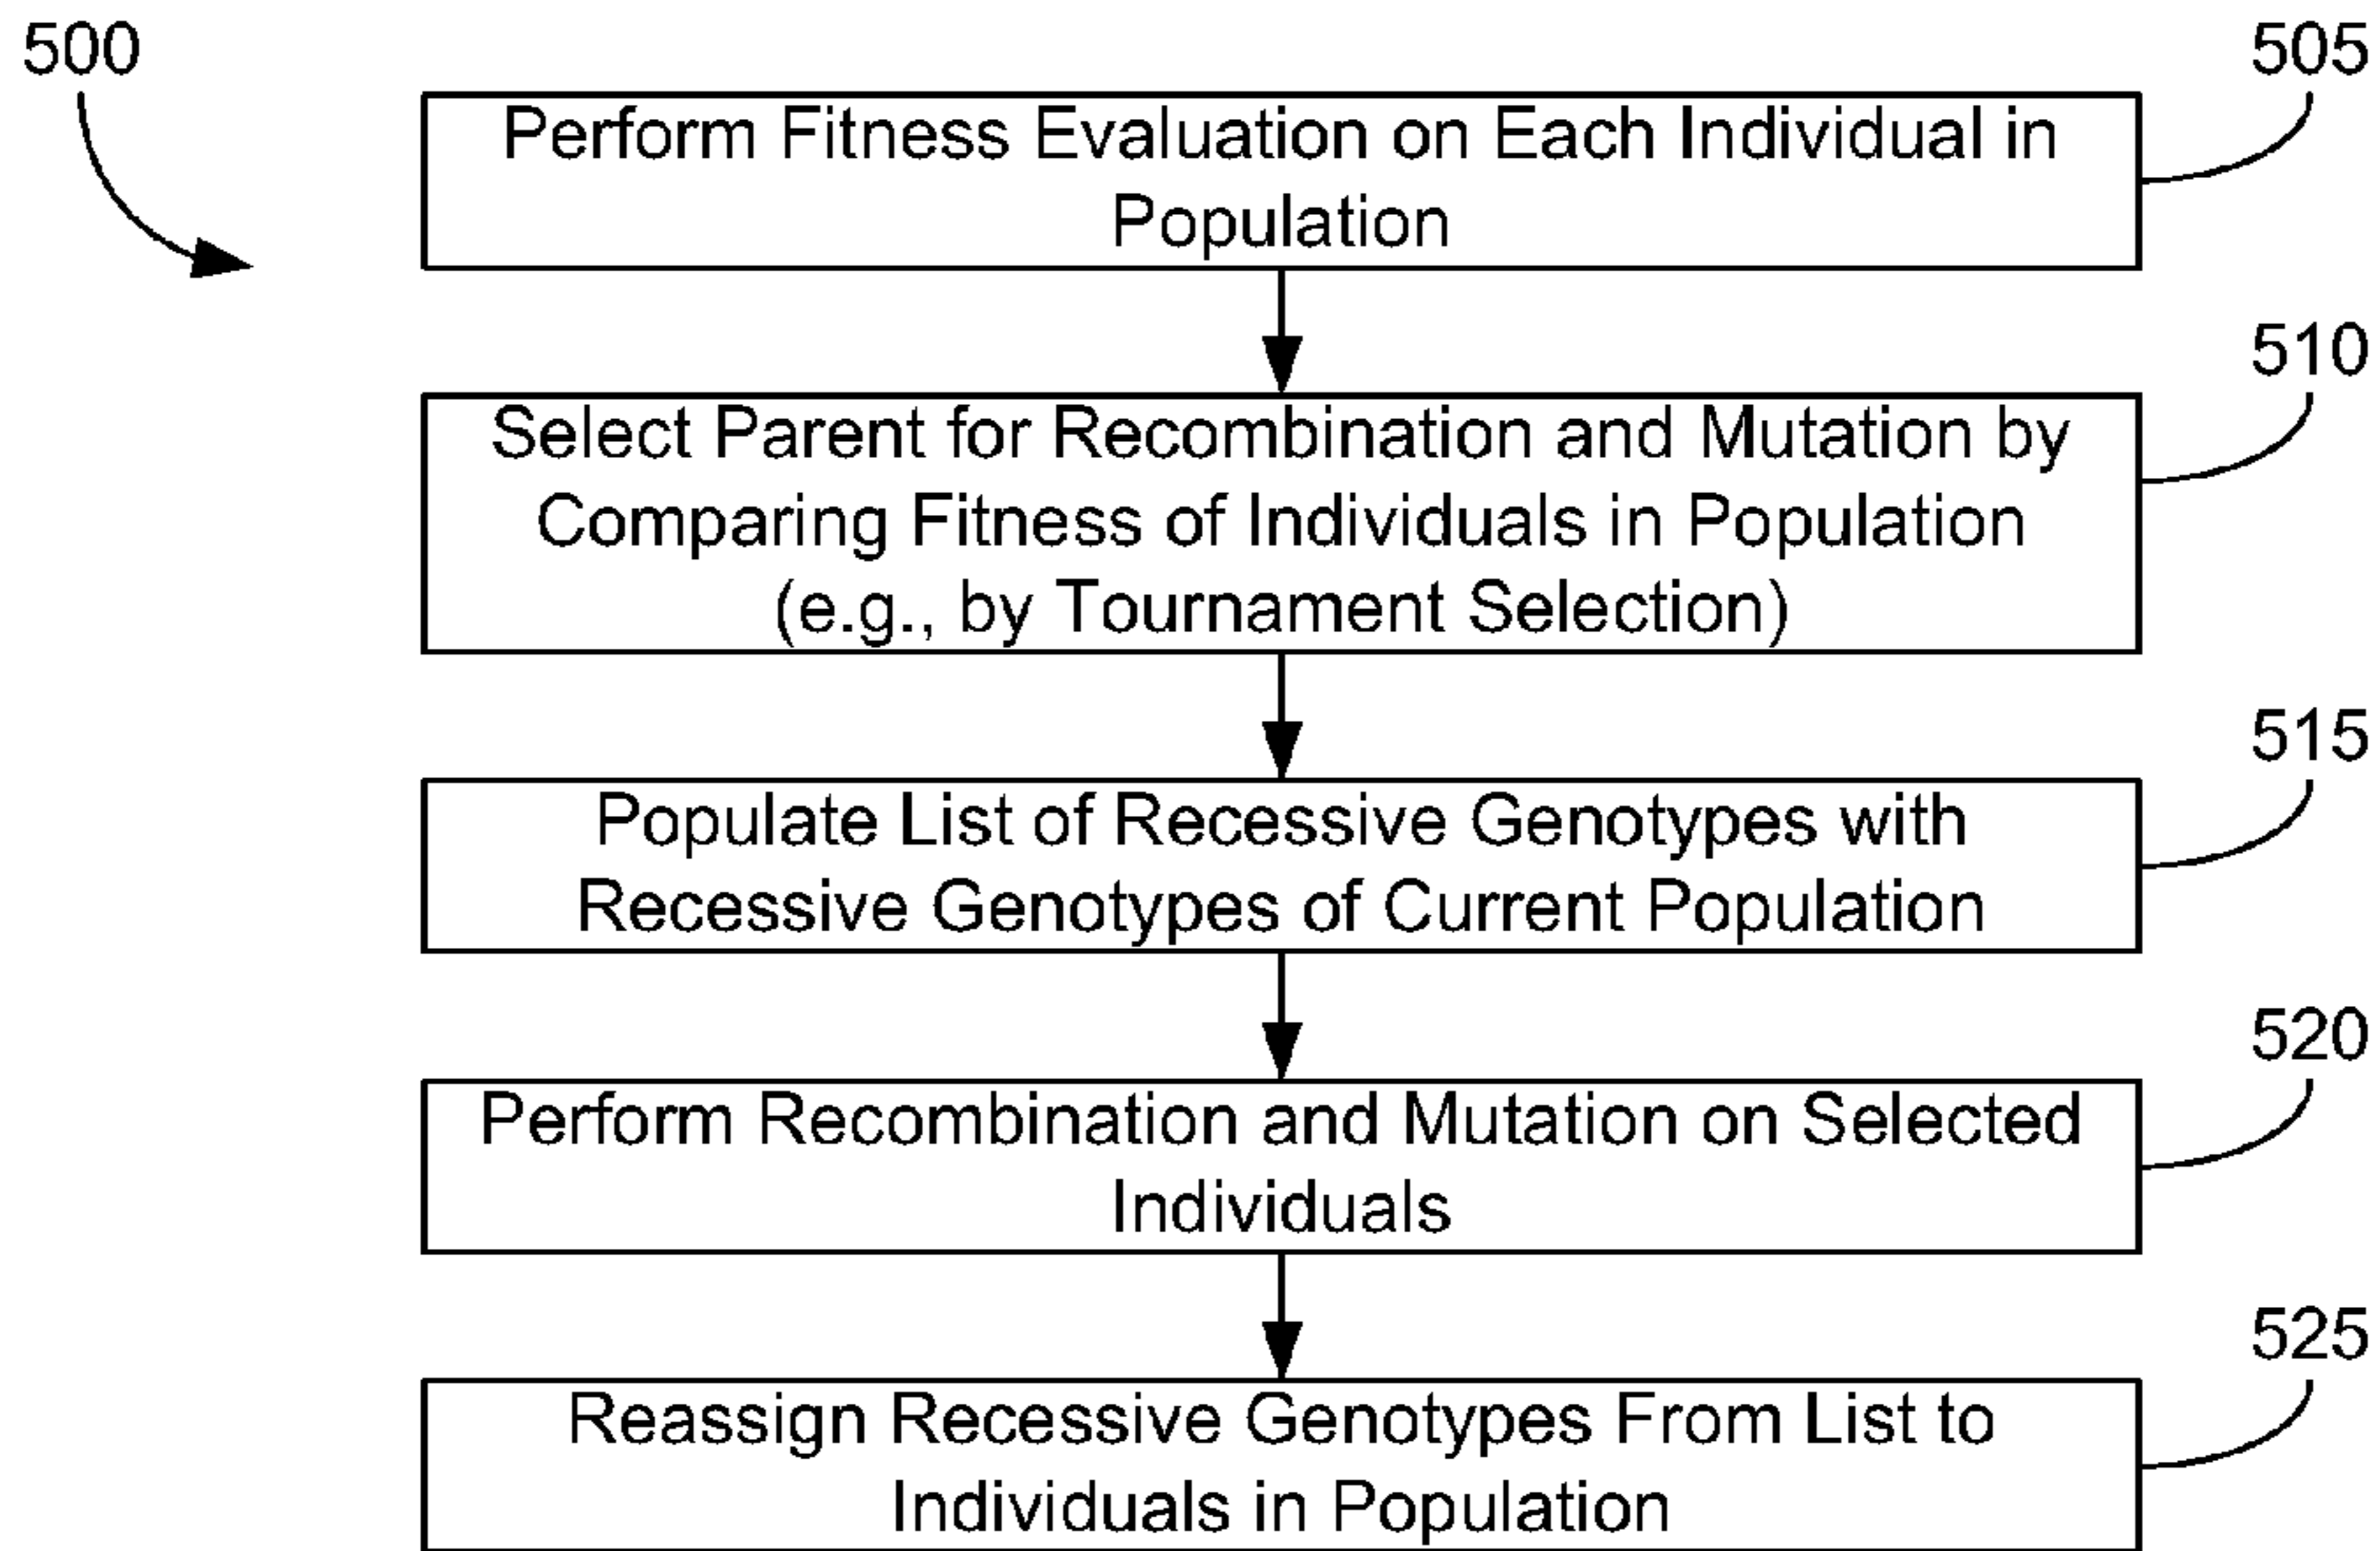 500
505
Perform Fitness Evaluation on Each Individual in
Population
510
Select Parent for Recombination and Mutation by
Comparing Fitness of Individuals in Population
(e.g., by Tournament Selection)
515
Populate List of Recessive Genotypes with
Recessive Genotypes of Current Population
520
Perform Recombination and Mutation on Selected
Individuals
525
Reassign Recessive Genotypes From List to
Individuals in Population